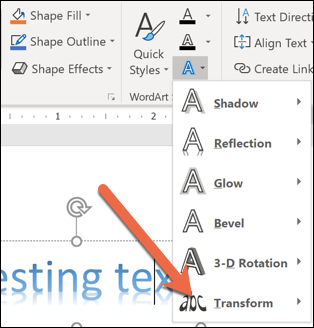 Shape Fill
Shape Outline
Shape Effects
Quick
Styles
A
A
A
WordArt St
Text Directi
Align Text
Create Link
1
2
A Shadow
A Reflection
A Glow
A Bevel
A 3-D Rotation
abc Transform
esting tex